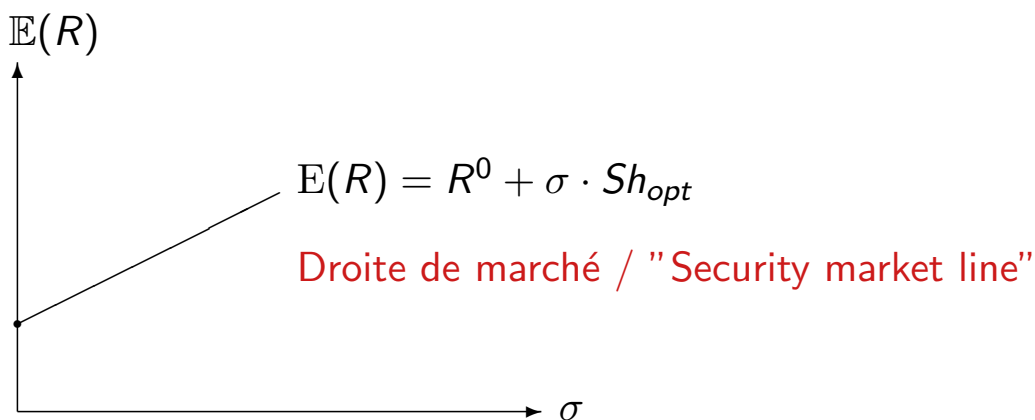 𝔼(R)
E(R) = R⁰ + σ · Sh_opt
Droite de marché / ”Security market line”
σ